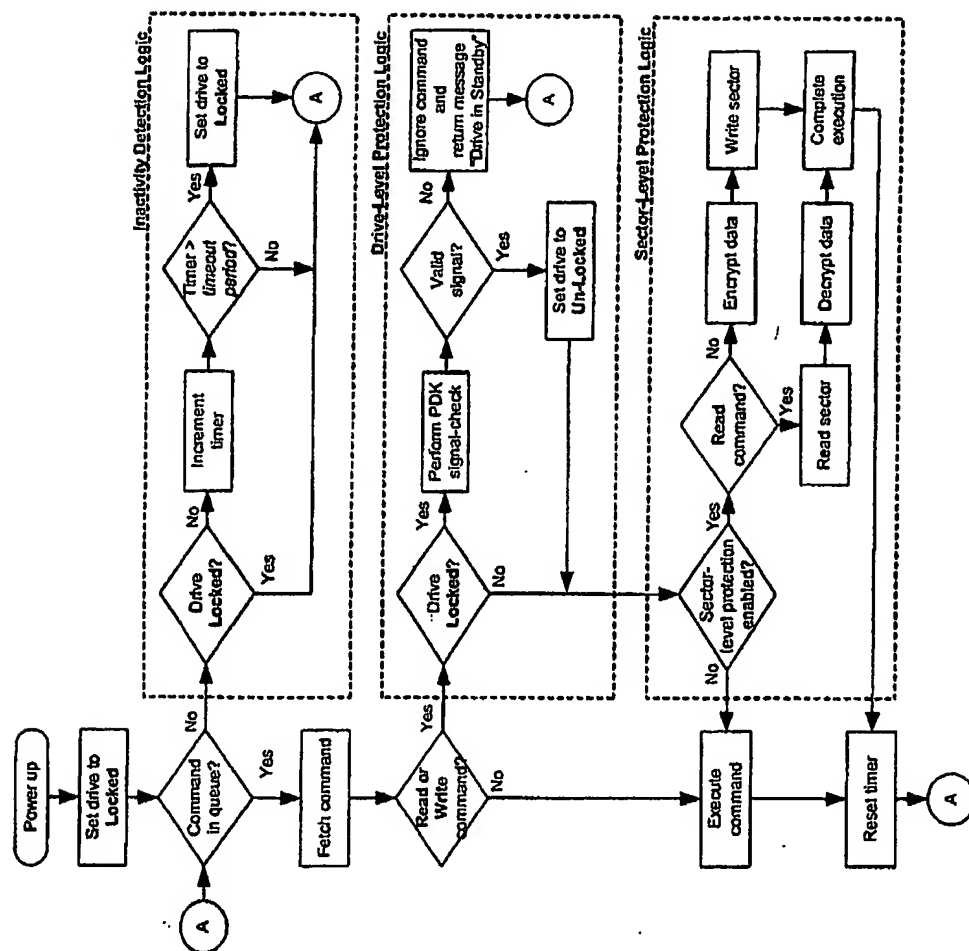 Power up
Set drive to
Locked
A
Command
in queue?
No
Yes
Inactivity Detection Logic
Drive
Locked?
No
Yes
Increment
timer
Timer >
timeout
period?
Yes
No
Set drive to
Locked
A
Fetch command
Read or
Write
command?
Yes
No
Drive-Level Protection Logic
Drive
Locked?
Yes
No
Perform PDK
signal-check
Valid
signal?
No
Yes
Ignore command
and
return message
"Drive in Standby"
A
Set drive to
Un-Locked
Sector-Level Protection Logic
Sector-
level protection
enabled?
No
Yes
Read
command?
No
Yes
Encrypt data
Write sector
Read sector
Decrypt data
Complete
execution
Execute
command
Reset timer
A